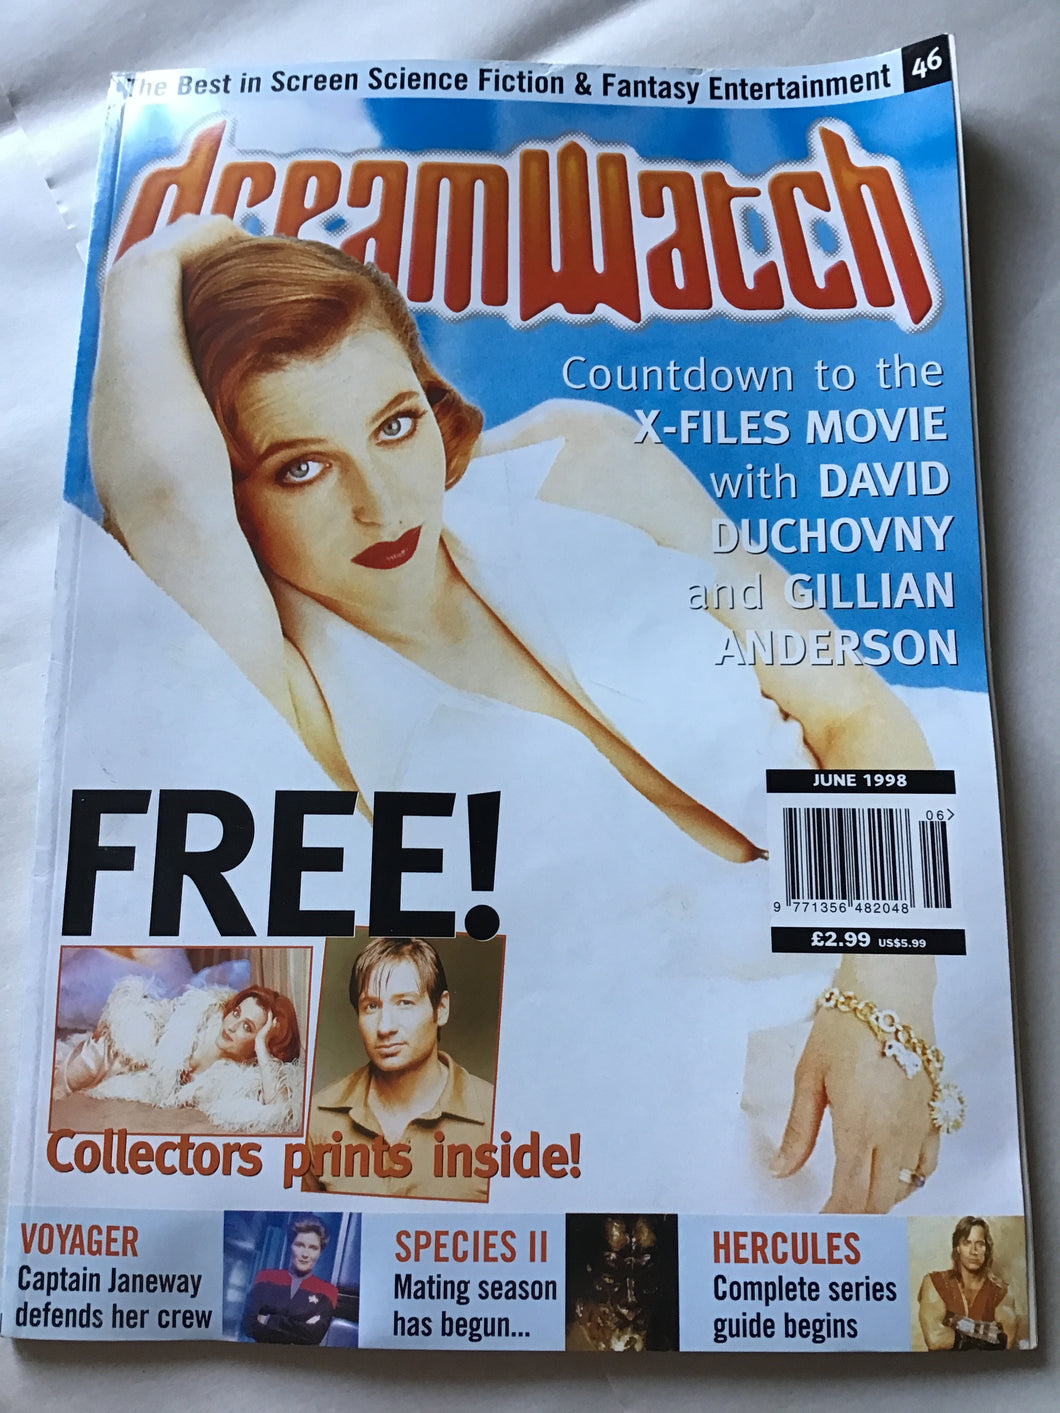 The Best in Screen Science Fiction & Fantasy Entertainment
46
dreamwatch
Countdown to the
X-FILES MOVIE
with DAVID
DUCHOVNY
and GILLIAN
ANDERSON
JUNE 1998
06>
9 771356 482048
£2.99 US$5.99
FREE!
Collectors prints inside!
VOYAGER
Captain Janeway
defends her crew
SPECIES II
Mating season
has begun...
HERCULES
Complete series
guide begins